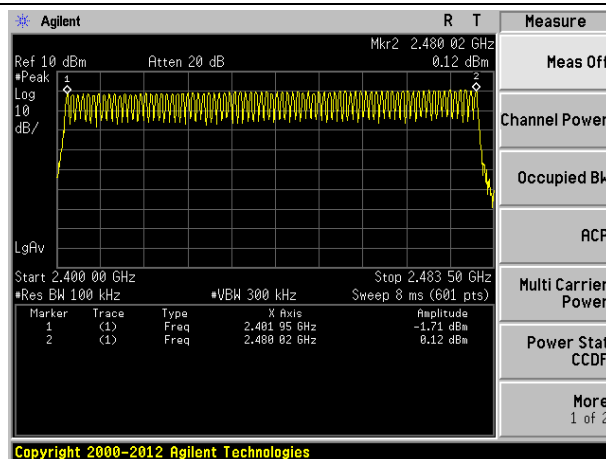 Agilent R T Measure
Mkr2 2.480 02 GHz
Ref 10 dBm Atten 20 dB 0.12 dBm
#Peak
Log
10
dB/
1
2
LgAv
Start 2.400 00 GHz Stop 2.483 50 GHz
#Res BW 100 kHz #VBW 300 kHz Sweep 8 ms (601 pts)
Marker Trace Type X Axis Amplitude
1 (1) Freq 2.401 95 GHz -1.71 dBm
2 (1) Freq 2.480 02 GHz 0.12 dBm
Meas Off
Channel Power
Occupied BW
ACP
Multi Carrier
Power
Power Stat
CCDF
More
1 of 2
Copyright 2000-2012 Agilent Technologies